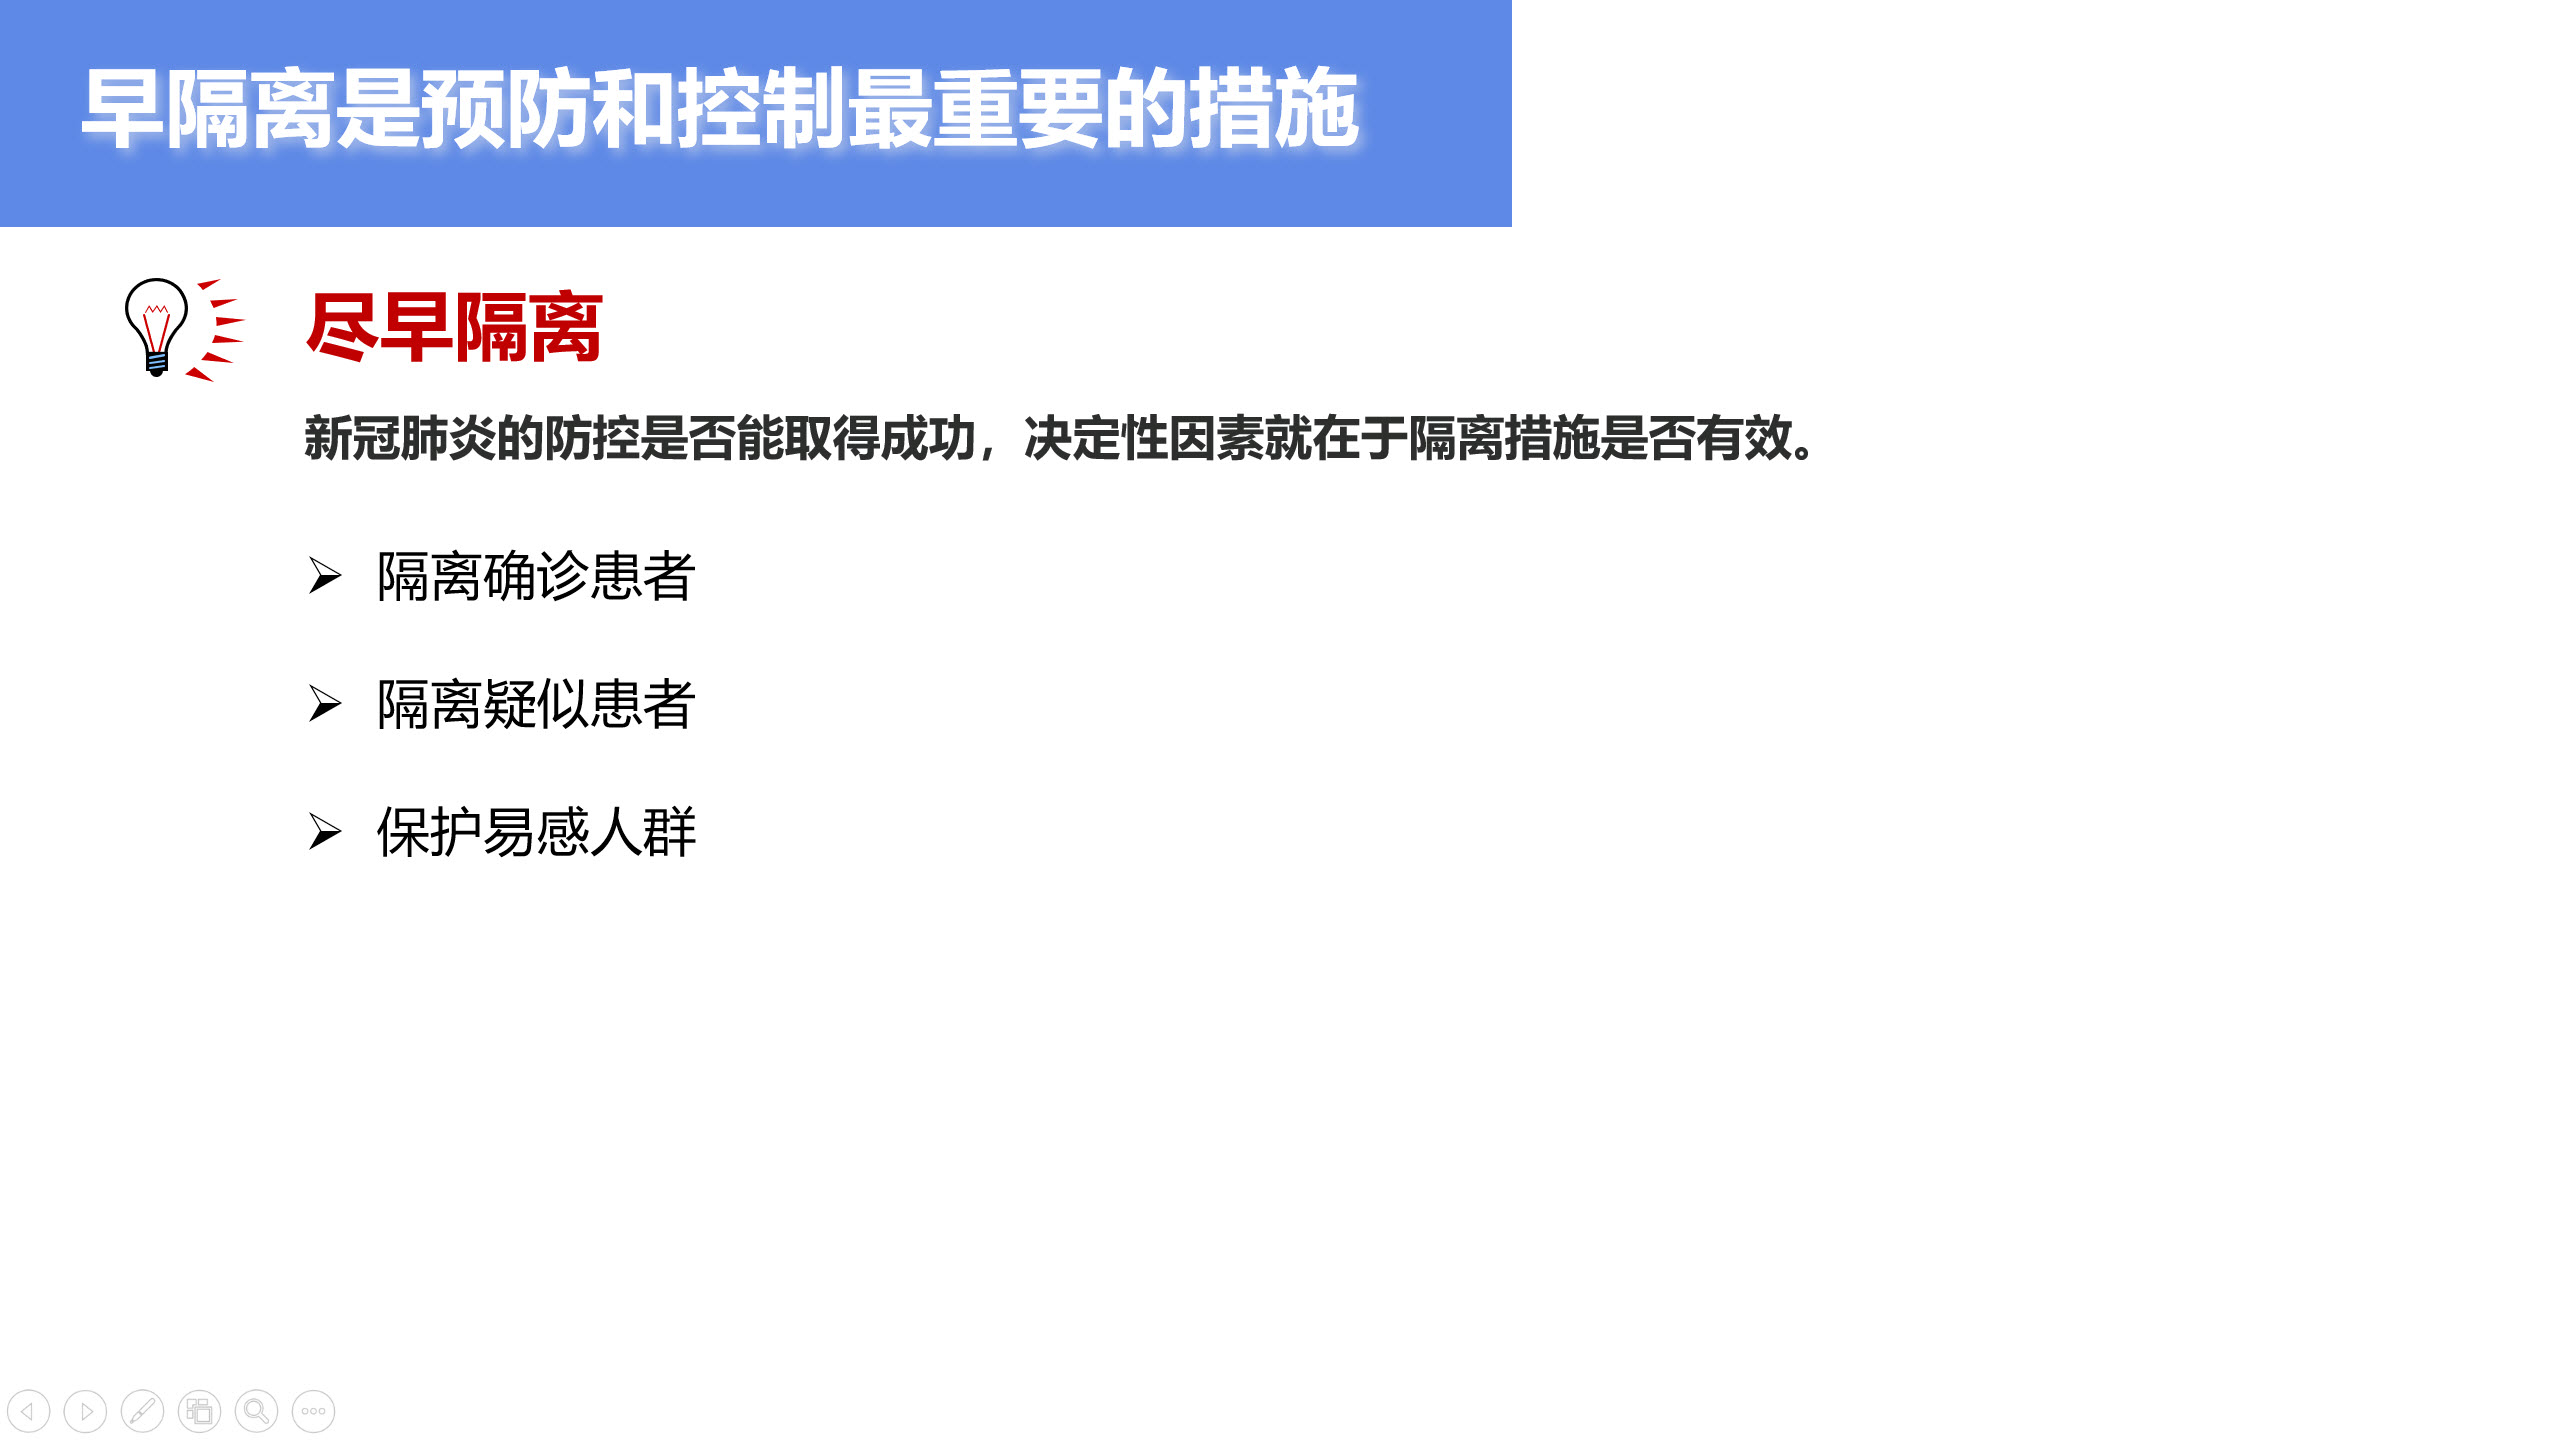 早隔离是预防和控制最重要的措施
尽早隔离
新冠肺炎的防控是否能取得成功，决定性因素就在于隔离措施是否有效。
➢ 隔离确诊患者
➢ 隔离疑似患者
➢ 保护易感人群